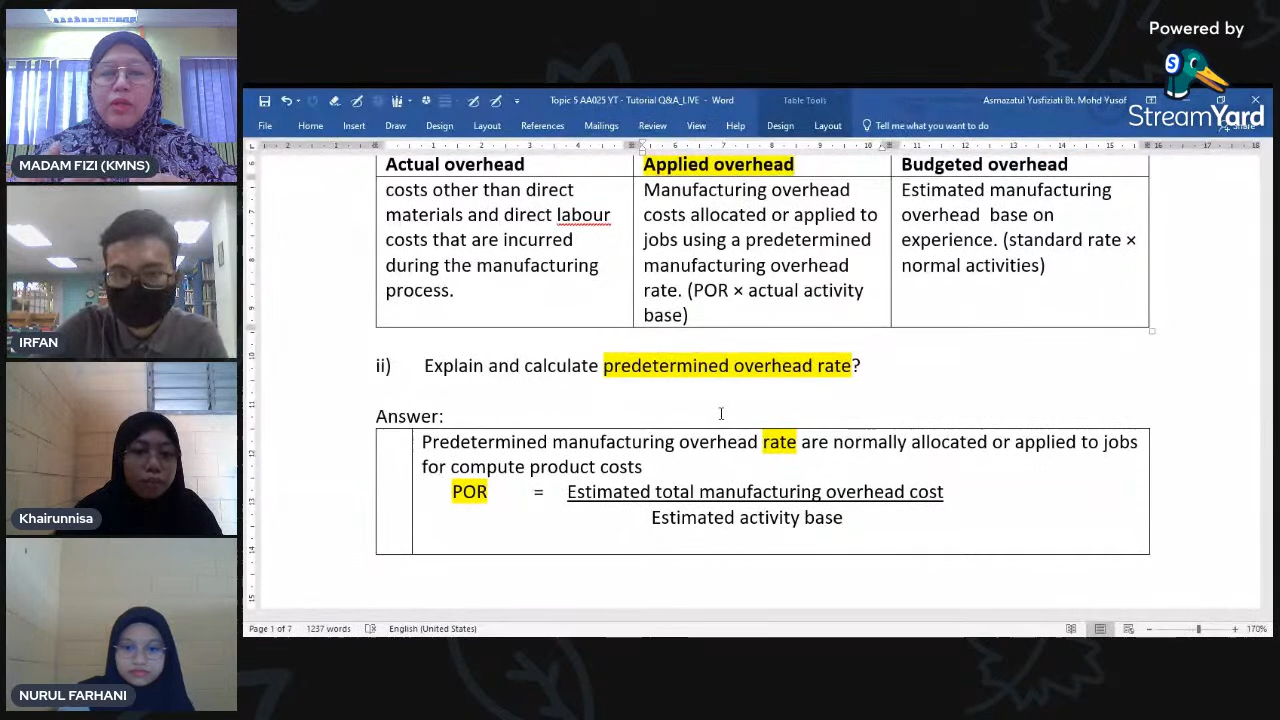 Powered by
S
StreamYard
MADAM FIZI (KMNS)
IRFAN
Khairunnisa
NURUL FARHANI
Topic 5 AA025 YT - Tutorial Q&A_LIVE - Word
Table Tools
Asmazatul Yusfiziati Bt. Mohd Yusof
File Home Insert Draw Design Layout References Mailings Review View Help Design Layout Tell me what you want to do
Actual overhead
costs other than direct
materials and direct labour
costs that are incurred
during the manufacturing
process.
Applied overhead
Manufacturing overhead
costs allocated or applied to
jobs using a predetermined
manufacturing overhead
rate. (POR × actual activity
base)
Budgeted overhead
Estimated manufacturing
overhead base on
experience. (standard rate ×
normal activities)
ii) Explain and calculate predetermined overhead rate?
Answer:
Predetermined manufacturing overhead rate are normally allocated or applied to jobs
for compute product costs
POR = Estimated total manufacturing overhead cost
Estimated activity base
Page 1 of 7 1237 words English (United States) 170%